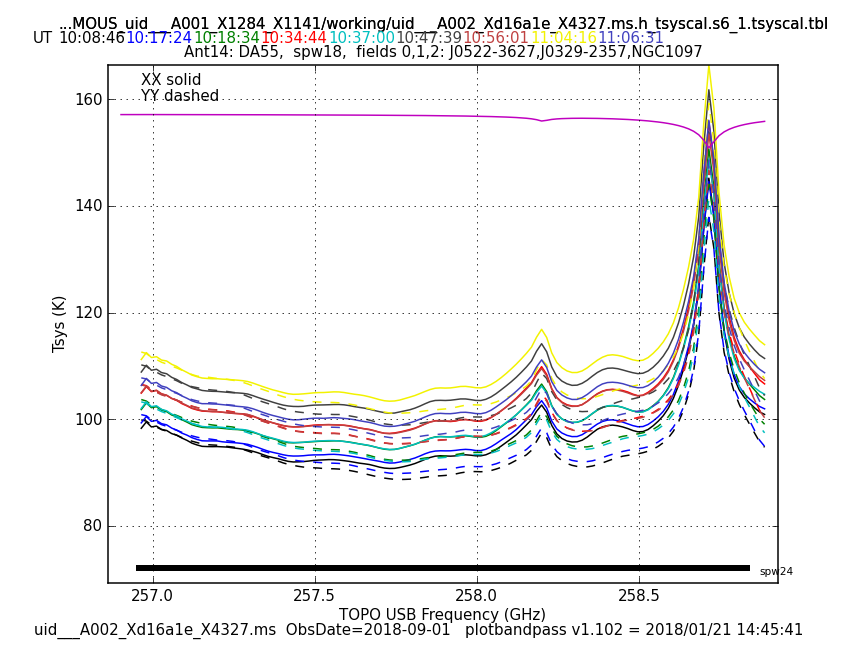 ...MOUS_uid___A001_X1284_X1141/working/uid___A002_Xd16a1e_X4327.ms.h_tsyscal.s6_1.tsyscal.tbl
UT 10:08:46 10:17:24 10:18:34 10:34:44 10:37:00 10:47:39 10:56:01 11:04:16 11:06:31
Ant14: DA55,  spw18,  fields 0,1,2: J0522-3627,J0329-2357,NGC1097
XX solid
YY dashed
160
140
120
100
80
Tsys (K)
spw24
257.0 257.5 258.0 258.5
TOPO USB Frequency (GHz)
uid___A002_Xd16a1e_X4327.ms  ObsDate=2018-09-01   plotbandpass v1.102 = 2018/01/21 14:45:41